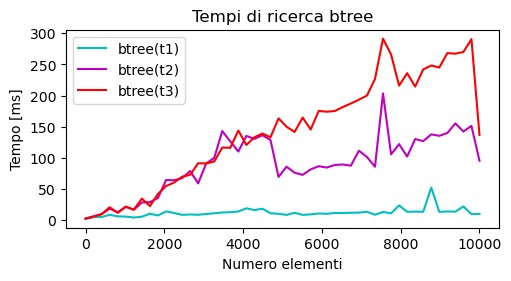 Tempi di ricerca btree
btree(t1)
btree(t2)
btree(t3)
Tempo [ms]
300
250
200
150
100
50
0
0 2000 4000 6000 8000 10000
Numero elementi